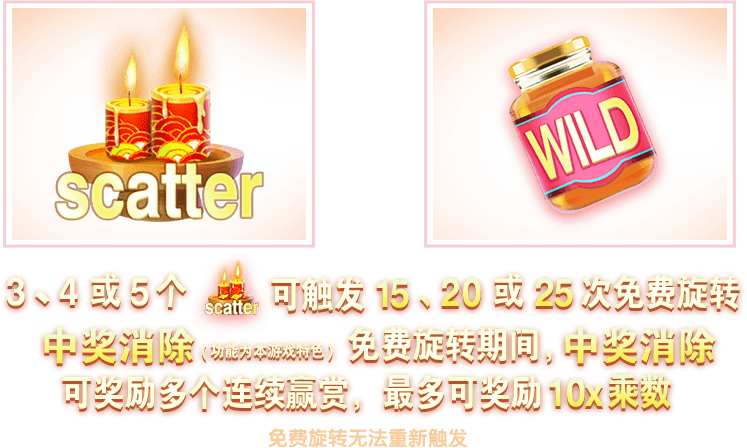 scatter
WILD
3、4 或 5 个 scatter 可触发 15、20 或 25 次免费旋转
中奖消除（功能为本游戏特色） 免费旋转期间，中奖消除
可奖励多个连续赢赏，最多可奖励 10x 乘数
免费旋转无法重新触发